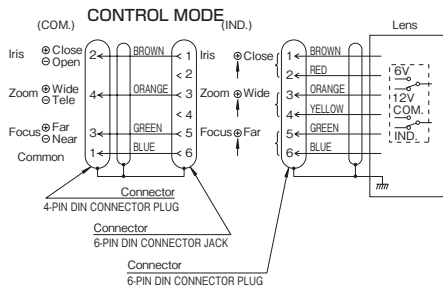 CONTROL MODE
(COM.) (IND.) Lens
Iris ⊕ Close ⊖ Open 2 BROWN 1 Iris ⊕ Close 1 BROWN
2 2 RED 6V
Zoom ⊕ Wide ⊖ Tele 4 ORANGE 3 Zoom ⊕ Wide 3 ORANGE 12V
4 4 YELLOW COM.
Focus ⊕ Far ⊖ Near 3 GREEN 5 Focus ⊕ Far 5 GREEN
Common 1 BLUE 6 6 BLUE IND.
Connector
4-PIN DIN CONNECTOR PLUG
Connector
6-PIN DIN CONNECTOR JACK
Connector
6-PIN DIN CONNECTOR PLUG